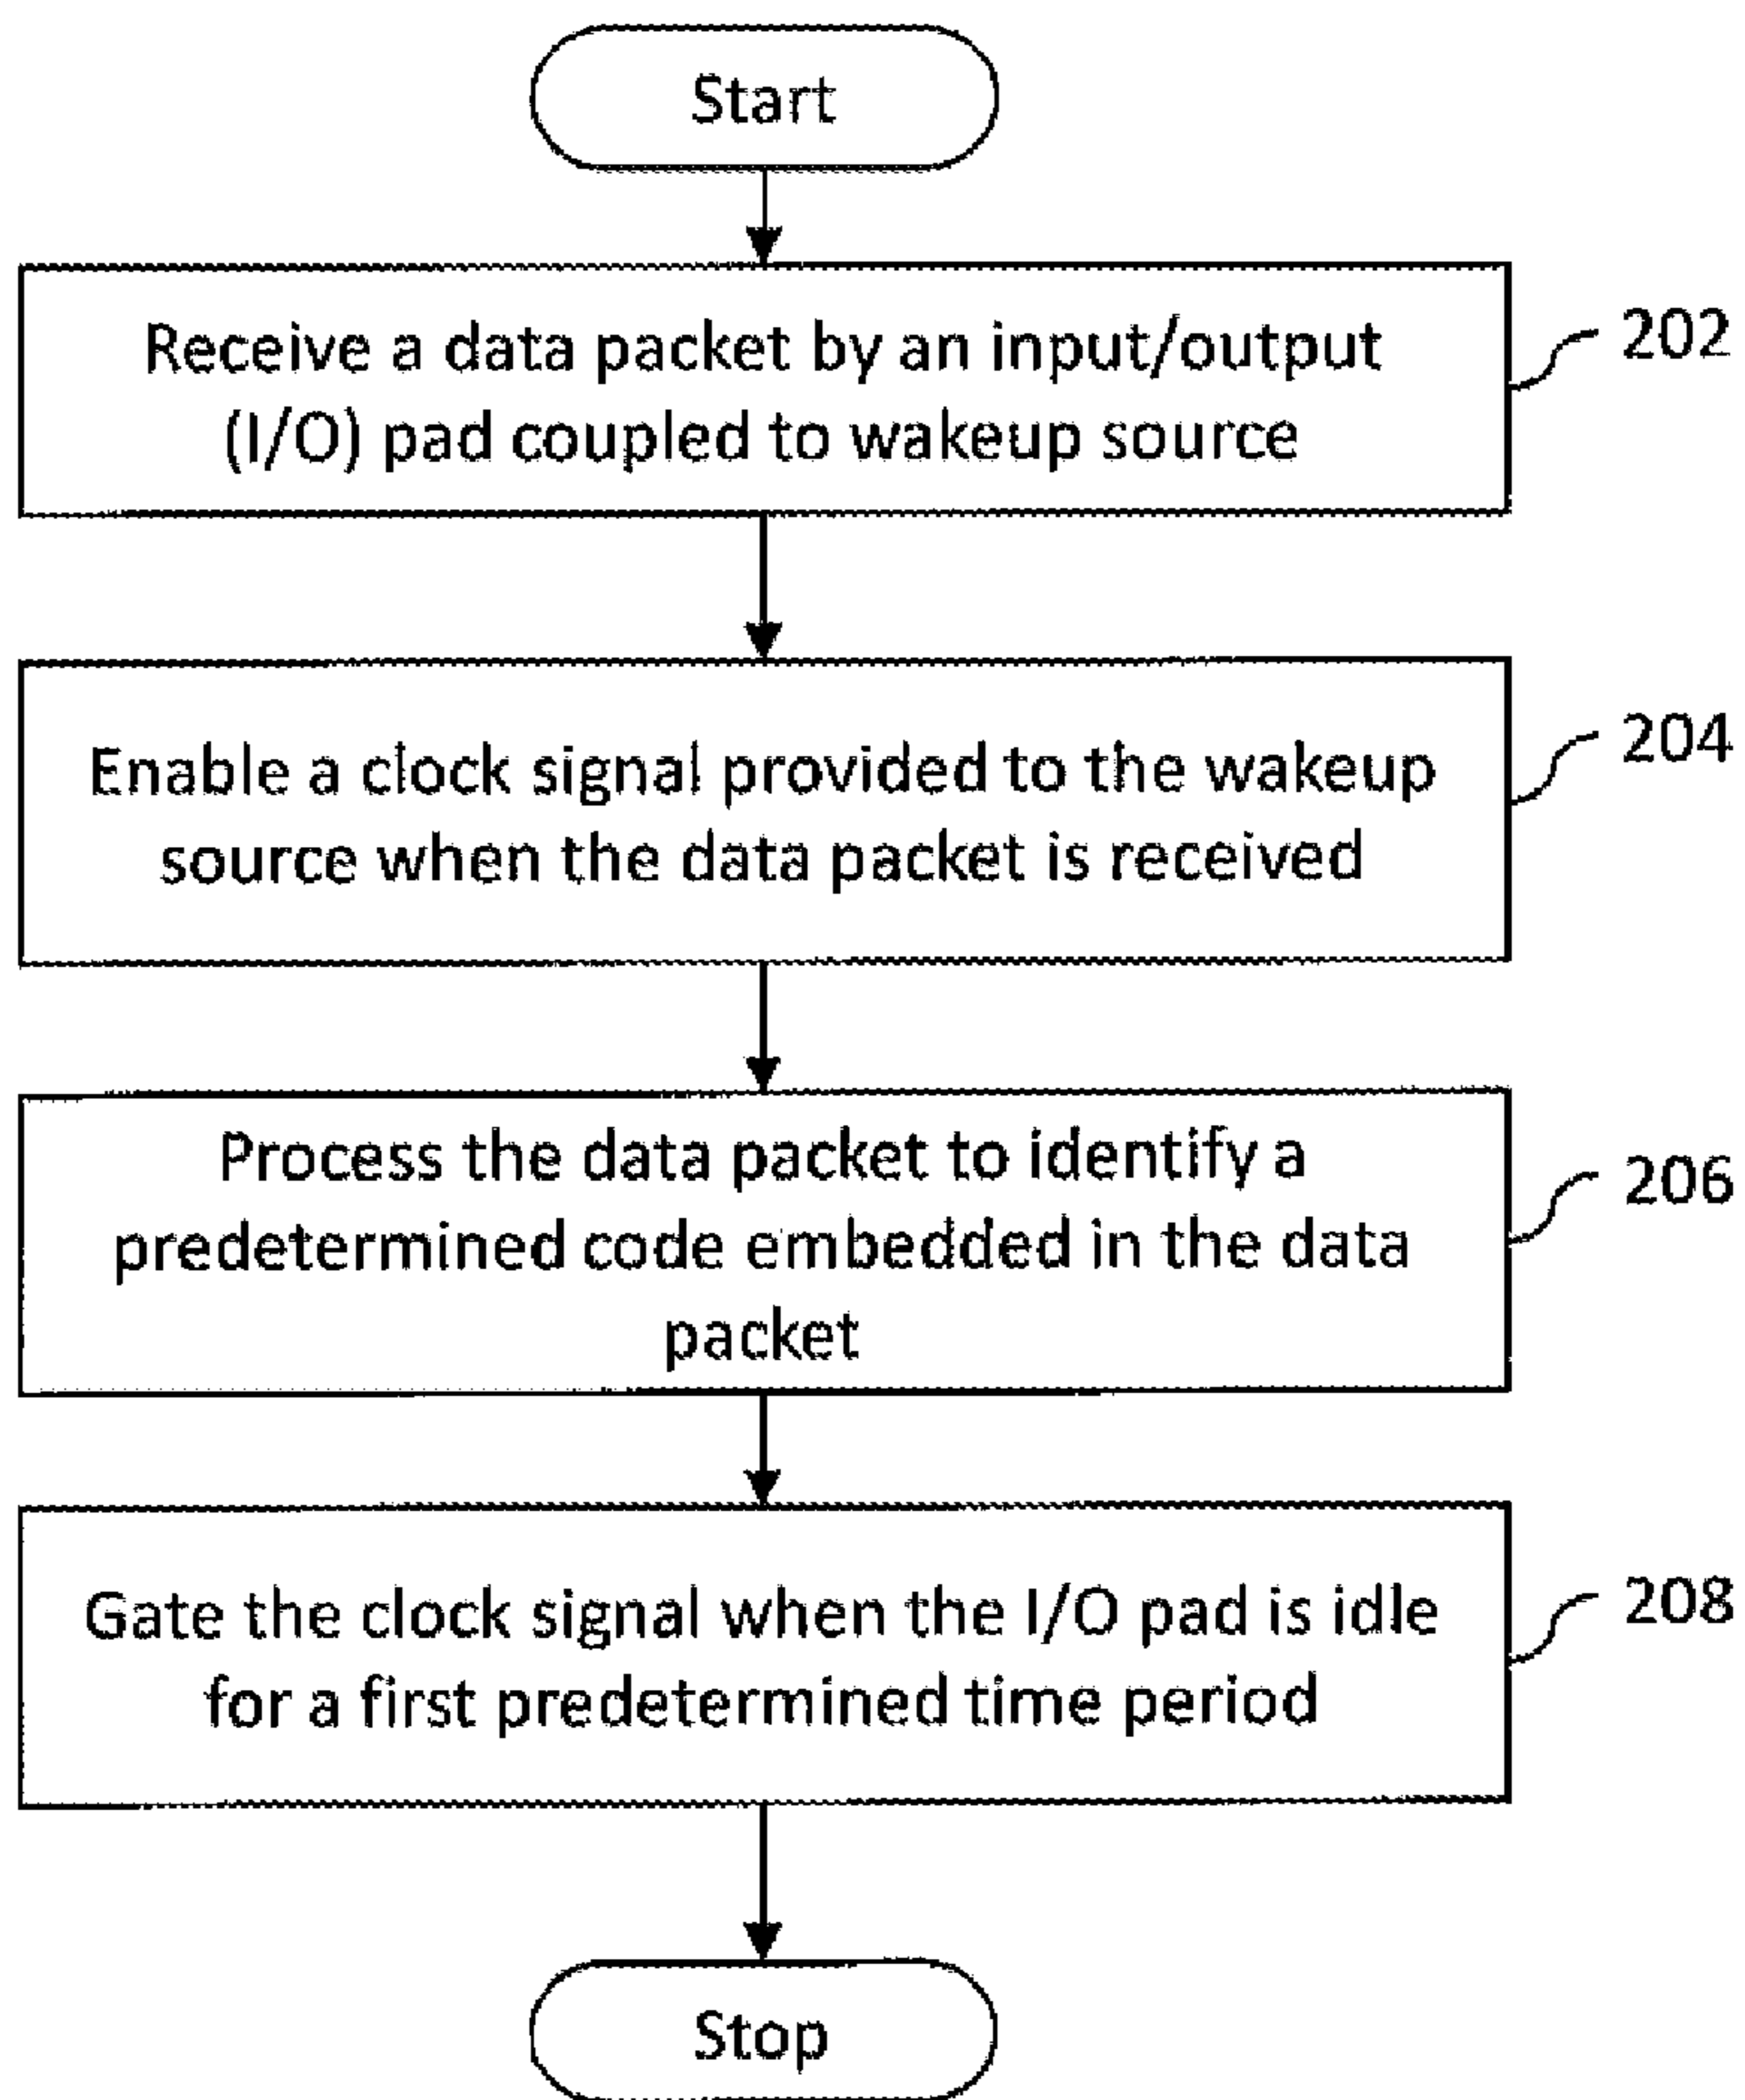 Start
Receive a data packet by an input/output
(I/O) pad coupled to wakeup source
202
Enable a clock signal provided to the wakeup
source when the data packet is received
204
Process the data packet to identify a
predetermined code embedded in the data
packet
206
Gate the clock signal when the I/O pad is idle
for a first predetermined time period
208
Stop